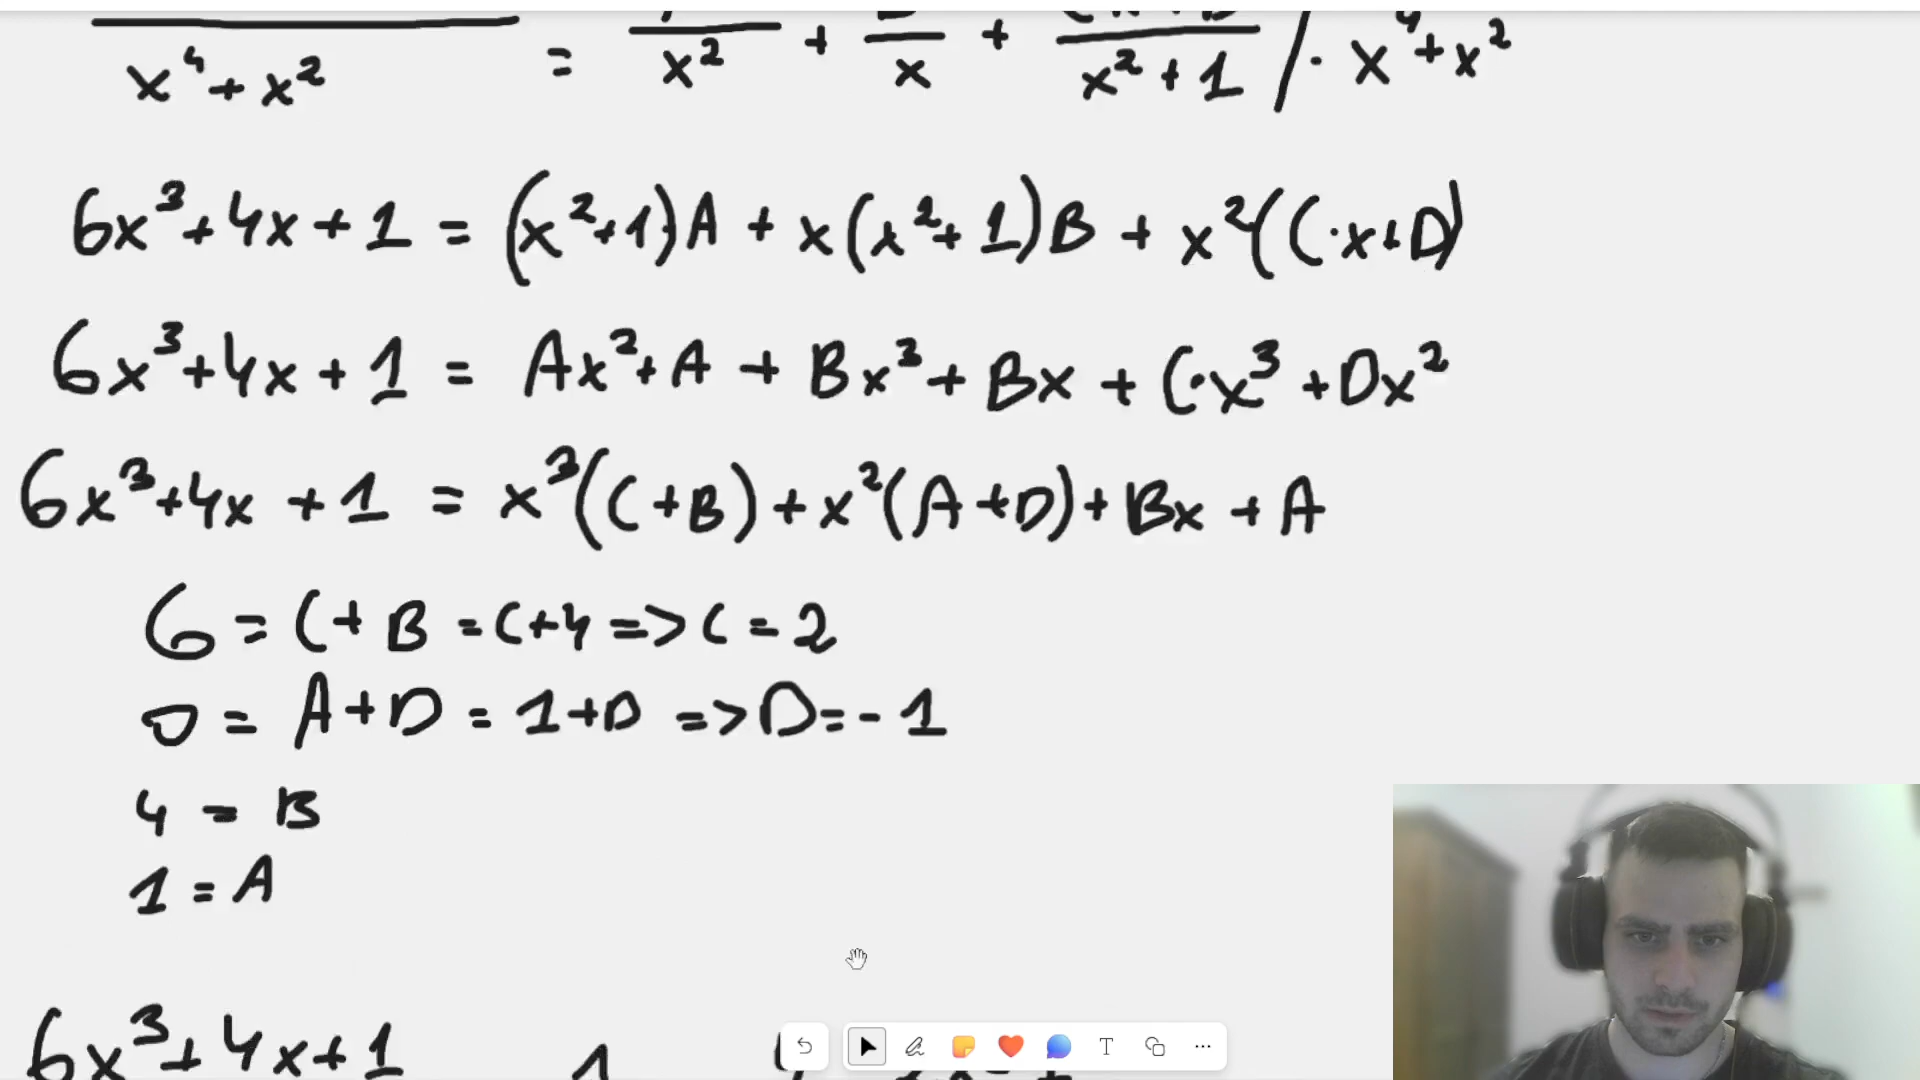 x⁴+x² = x² + x + x²+1 / · x⁴+x²
6x³+4x+1 = (x²+1)A + x(x²+1)B + x²(C·x+D)
6x³+4x+1 = Ax²+A + Bx³+Bx + C·x³+Dx²
6x³+4x+1 = x³(C+B)+x²(A+D)+Bx+A
6=C+B=C+4=>C=2
0=A+D=1+D=>D=-1
4=B
1=A
6x³+4x+1
T